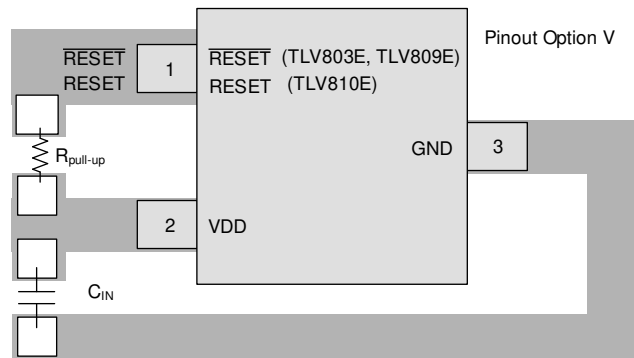 Pinout Option V
RESET 1 RESET (TLV803E, TLV809E)
RESET RESET (TLV810E)
GND 3
Rpull-up
2 VDD
CIN